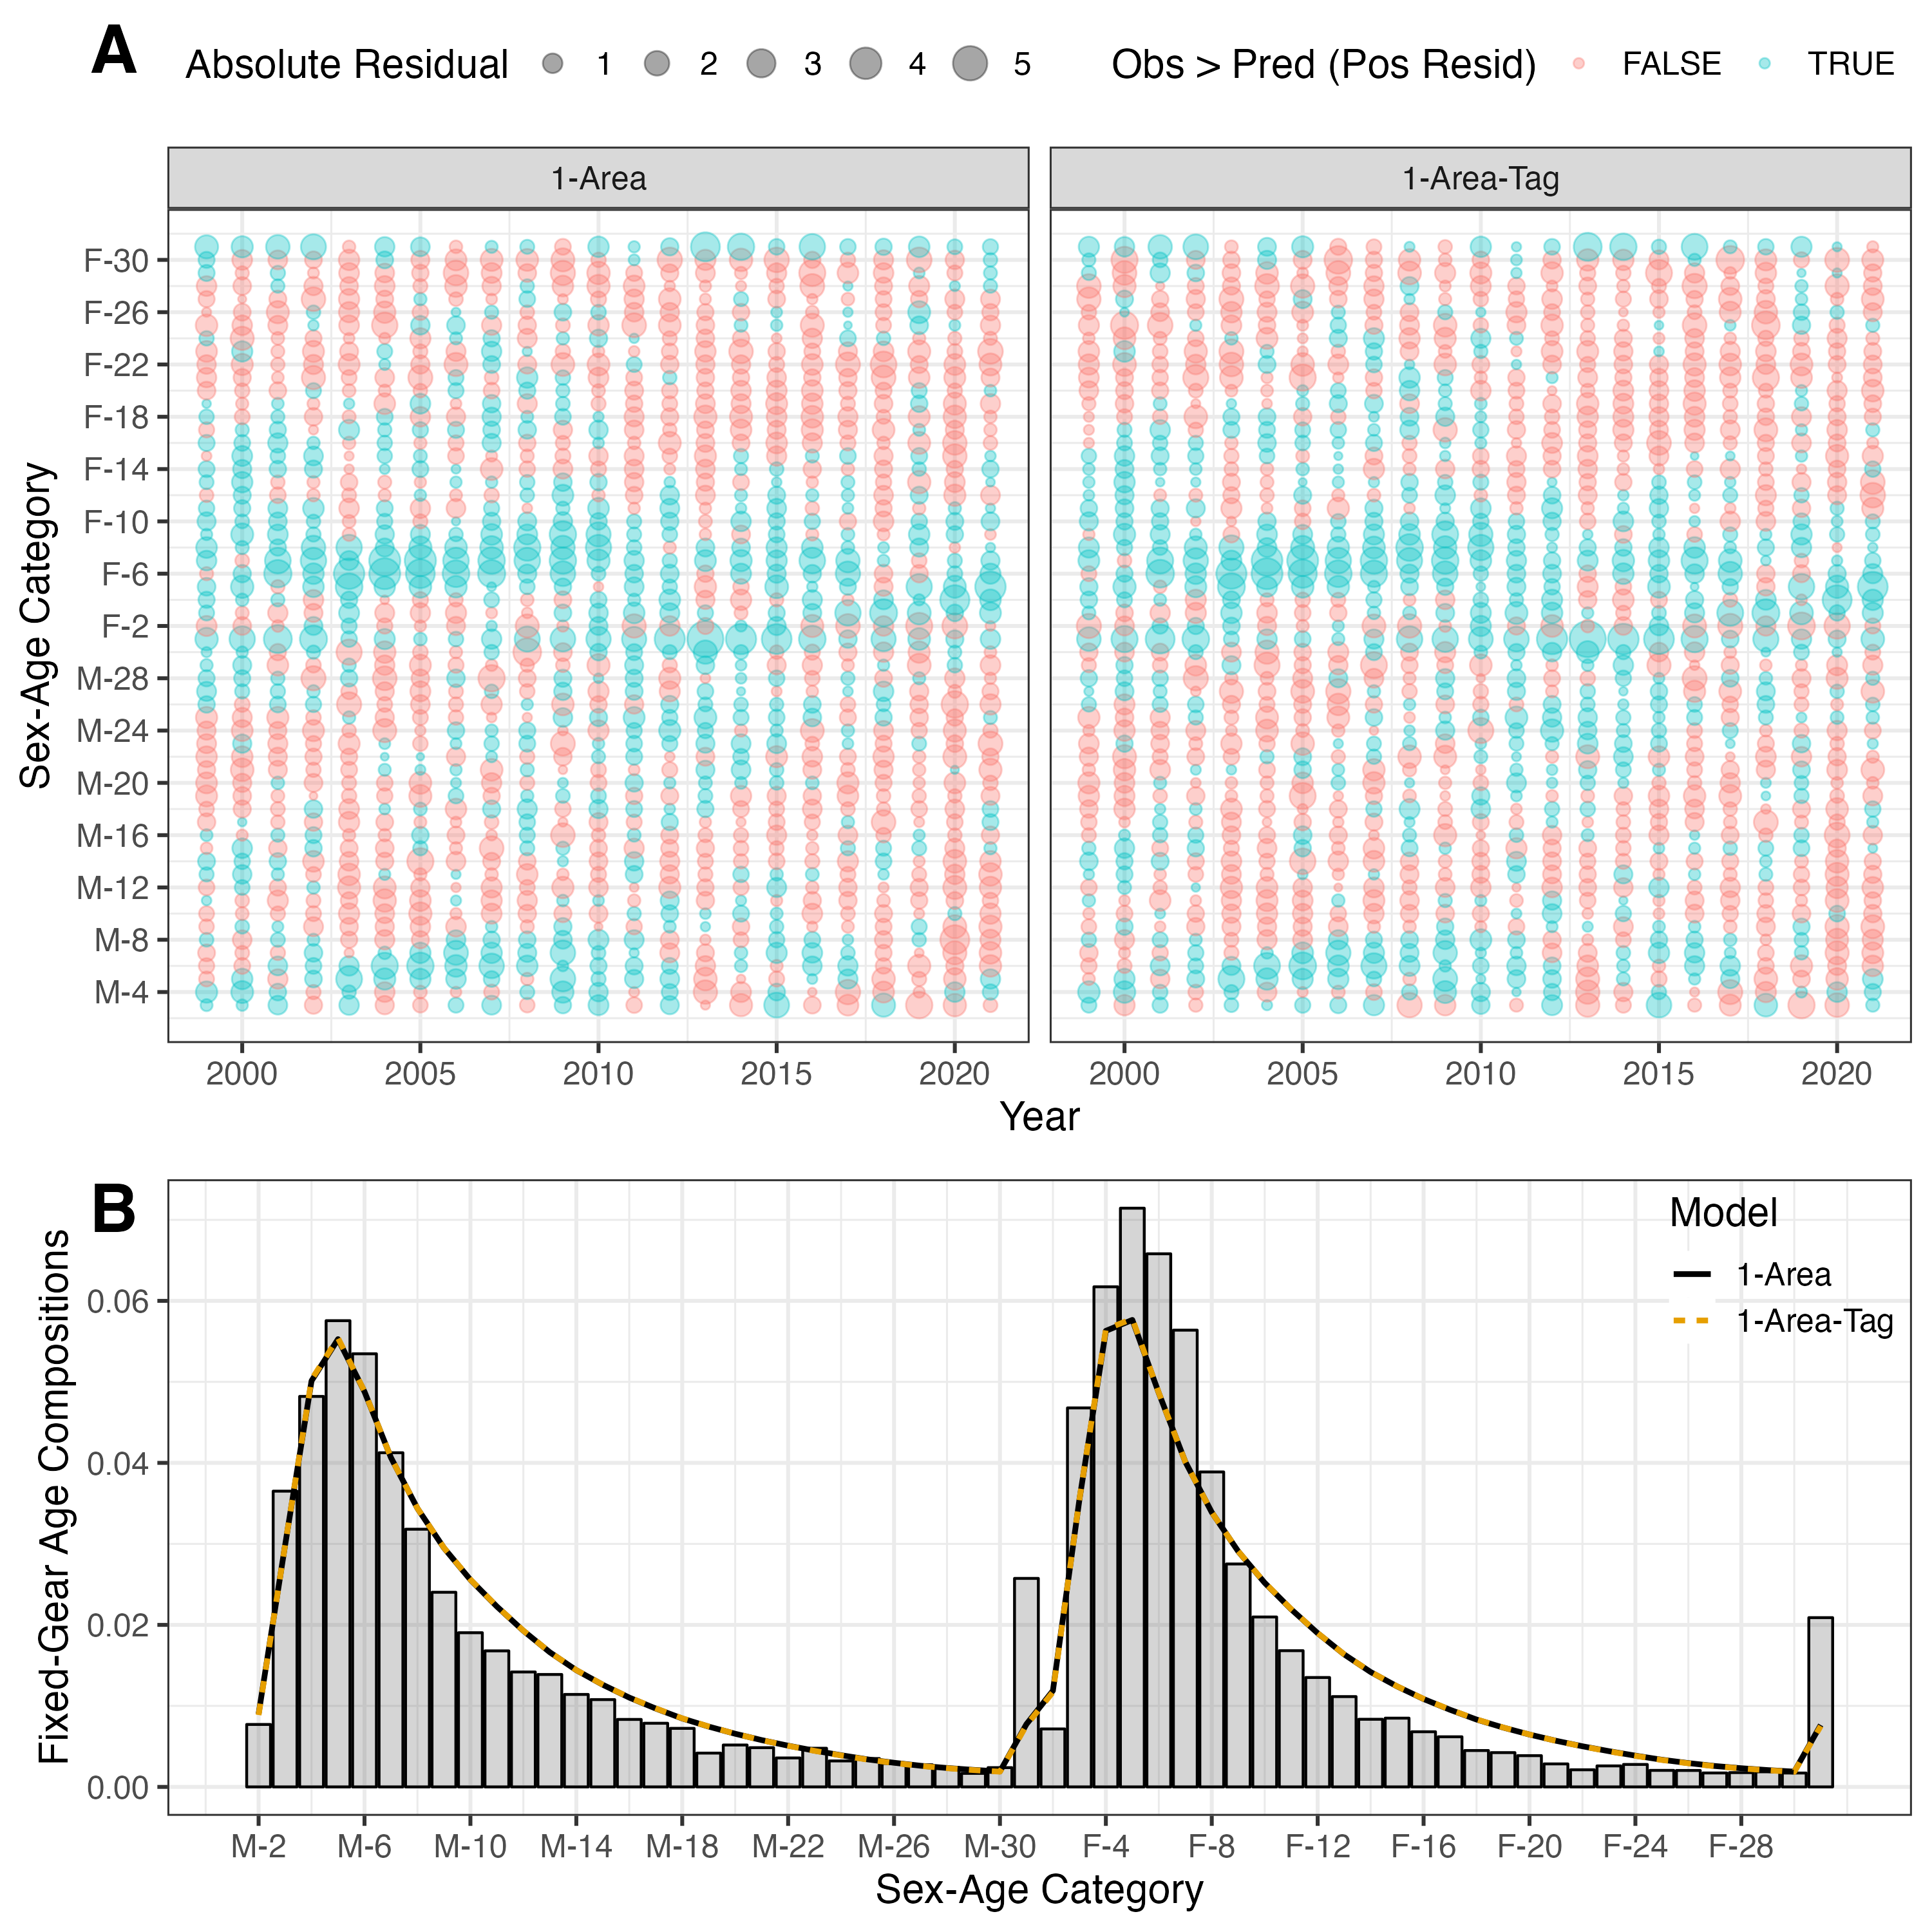 A
Absolute Residual 1 2 3 4 5 Obs > Pred (Pos Resid) FALSE TRUE
1-Area 1-Area-Tag
Sex-Age Category
F-30
F-26
F-22
F-18
F-14
F-10
F-6
F-2
M-28
M-24
M-20
M-16
M-12
M-8
M-4
2000 2005 2010 2015 2020 2000 2005 2010 2015 2020
Year
B
Fixed-Gear Age Compositions
Model
1-Area
1-Area-Tag
0.06
0.04
0.02
0.00
M-2 M-6 M-10 M-14 M-18 M-22 M-26 M-30 F-4 F-8 F-12 F-16 F-20 F-24 F-28
Sex-Age Category